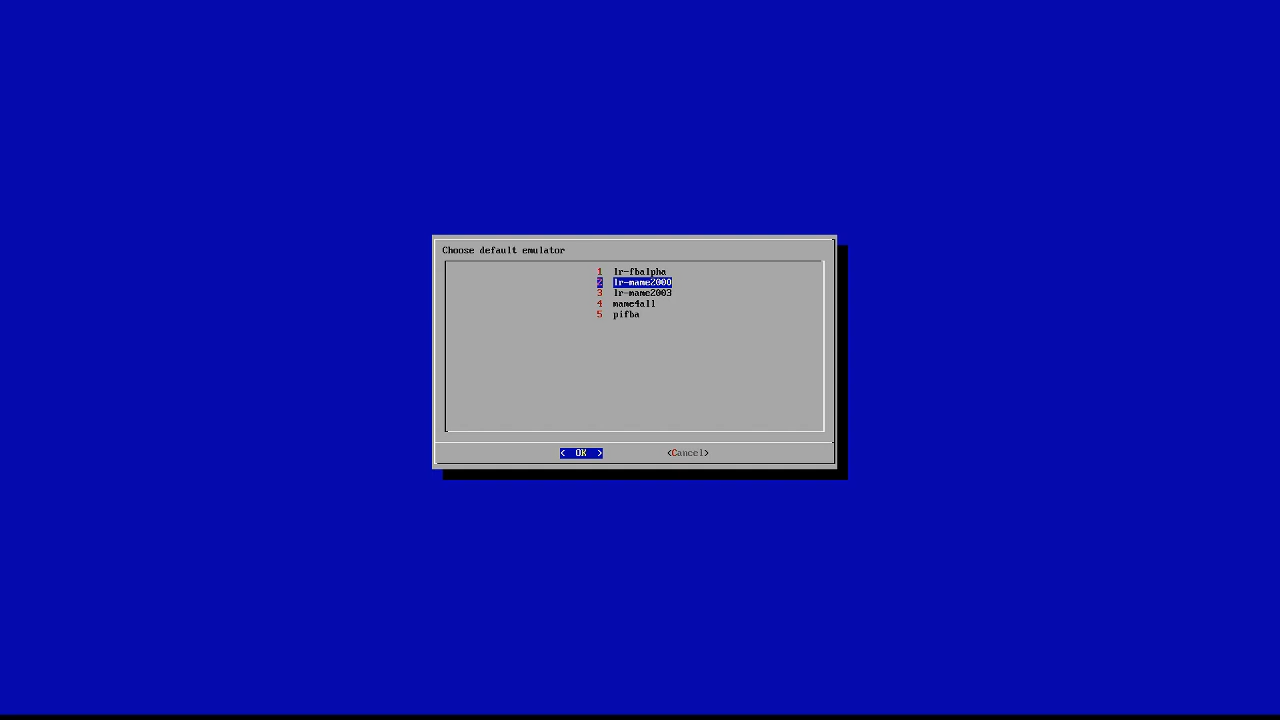 Choose default emulator
1 lr-fbalpha
2 lr-mame2000
3 lr-mame2003
4 mame4all
5 pifba
< OK > <Cancel>